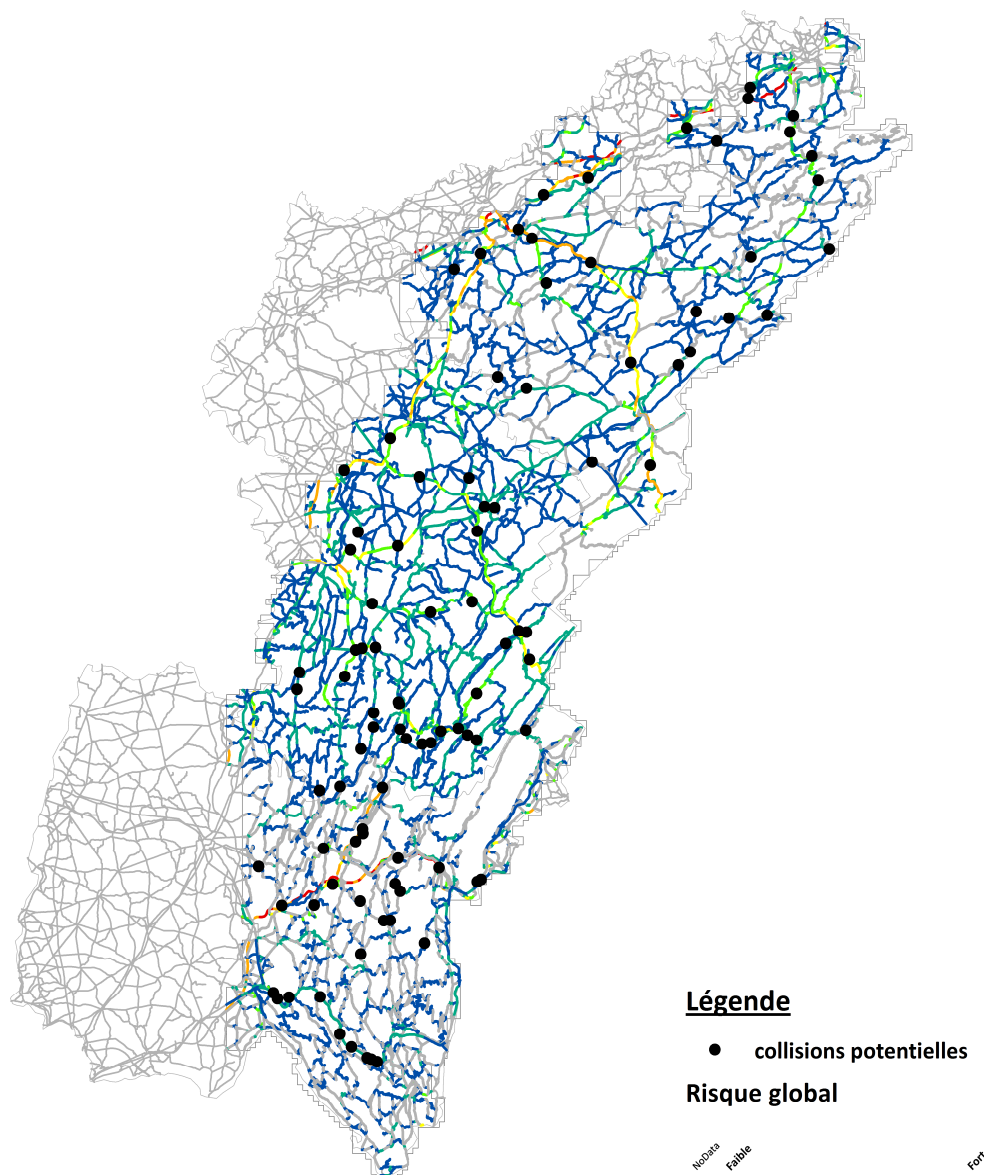 Légende
collisions potentielles
Risque global
NoData
Faible
Fort